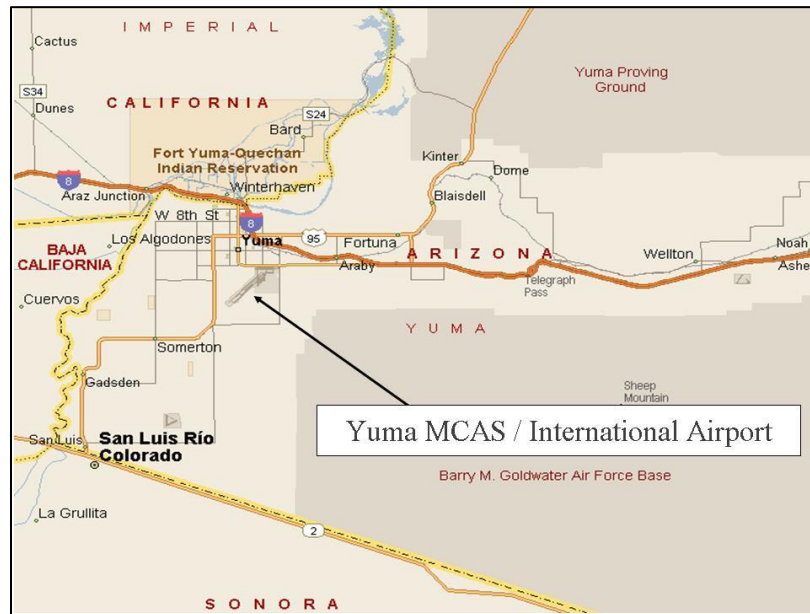 IMPERIAL
Cactus
Yuma Proving
Ground
S34
CALIFORNIA
Dunes
S24
Bard
Fort Yuma-Quechan
Indian Reservation
Kinter
Dome
8
Araz Junction
Winterhaven
Blaisdell
W 8th St
8
BAJA
CALIFORNIA
Los Algodones
Yuma
95
Fortuna
ARIZONA
Wellton
Noah
Araby
Ashe
Telegraph
Pass
Cuervos
YUMA
Somerton
Gadsden
Sheep
Mountain
Yuma MCAS / International Airport
San Luis
San Luis Río
Colorado
Barry M. Goldwater Air Force Base
La Grullita
2
SONORA